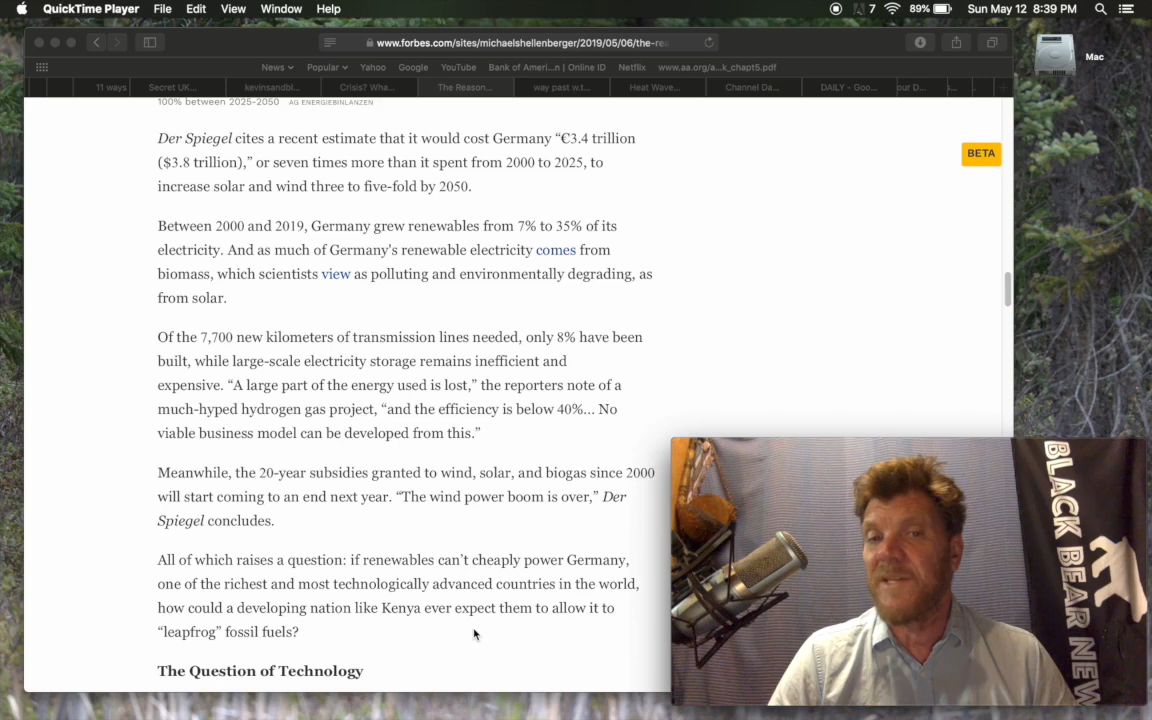 QuickTime Player File Edit View Window Help
7 89% Sun May 12 8:39 PM
Mac
www.forbes.com/sites/michaelshellenberger/2019/05/06/the-rea
News Popular Yahoo Google YouTube Bank of Ameri...n | Online ID Netflix www.aa.org/a...k_chapt5.pdf
11 ways Secret UK... kevinsandbl... Crisis? Wha... The Reason... way past w.t... Heat Wave... Channel Da... DAILY - Goo... our D...
100% between 2025-2050 AG ENERGIEBINLANZEN
BETA
Der Spiegel cites a recent estimate that it would cost Germany “€3.4 trillion
($3.8 trillion),” or seven times more than it spent from 2000 to 2025, to
increase solar and wind three to five-fold by 2050.
Between 2000 and 2019, Germany grew renewables from 7% to 35% of its
electricity. And as much of Germany's renewable electricity comes from
biomass, which scientists view as polluting and environmentally degrading, as
from solar.
Of the 7,700 new kilometers of transmission lines needed, only 8% have been
built, while large-scale electricity storage remains inefficient and
expensive. “A large part of the energy used is lost,” the reporters note of a
much-hyped hydrogen gas project, “and the efficiency is below 40%... No
viable business model can be developed from this.”
Meanwhile, the 20-year subsidies granted to wind, solar, and biogas since 2000
will start coming to an end next year. “The wind power boom is over,” Der
Spiegel concludes.
All of which raises a question: if renewables can’t cheaply power Germany,
one of the richest and most technologically advanced countries in the world,
how could a developing nation like Kenya ever expect them to allow it to
“leapfrog” fossil fuels?
The Question of Technology
BLACK BEAR NEW